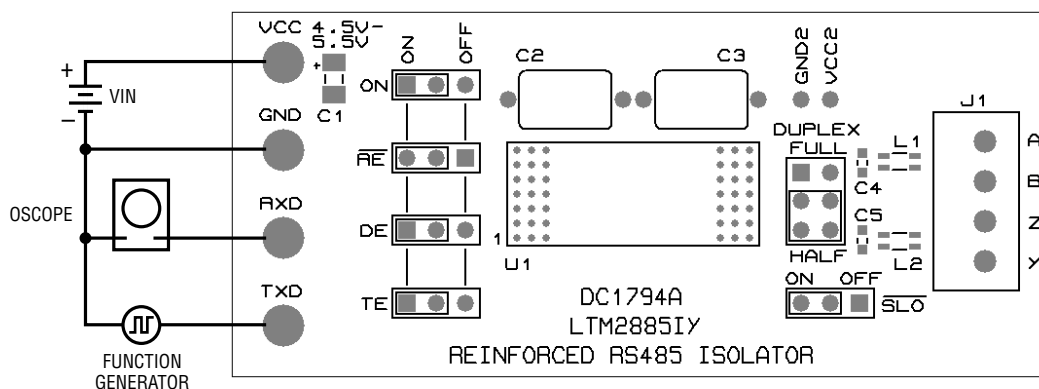 VCC 4.5V-
5.5V
ON OFF
C2 C3
GND2 VCC2
+
VIN
−
+
C1
ON
J1
GND
DUPLEX
FULL
L1
A
RE
C4
B
OSCOPE
RXD
C5
Z
DE
1
U1
HALF
L2
Y
ON OFF
SLO
TXD
TE
DC1794A
LTM2885IY
REINFORCED RS485 ISOLATOR
FUNCTION
GENERATOR